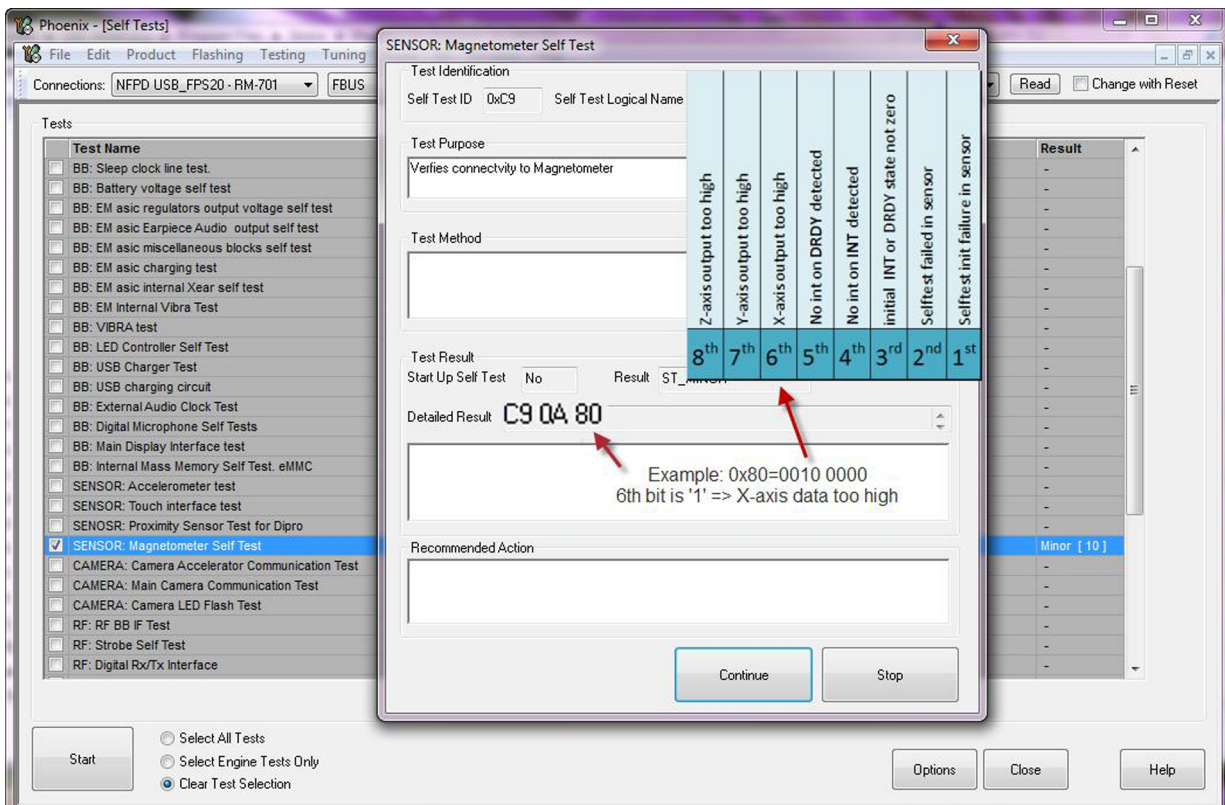 Phoenix - [Self Tests]
File Edit Product Flashing Testing Tuning
Connections: NFPD USB_FPS20 - RM-701 FBUS Read Change with Reset
Tests
Test Name Result
BB: Sleep clock line test. -
BB: Battery voltage self test -
BB: EM asic regulators output voltage self test -
BB: EM asic Earpiece Audio output self test -
BB: EM asic miscellaneous blocks self test -
BB: EM asic charging test -
BB: EM asic internal Xear self test -
BB: EM Internal Vibra Test -
BB: VIBRA test -
BB: LED Controller Self Test -
BB: USB Charger Test -
BB: USB charging circuit -
BB: External Audio Clock Test -
BB: Digital Microphone Self Tests -
BB: Main Display Interface test -
BB: Internal Mass Memory Self Test. eMMC -
SENSOR: Accelerometer test -
SENSOR: Touch interface test -
SENOSR: Proximity Sensor Test for Dipro -
SENSOR: Magnetometer Self Test Minor [ 10 ]
CAMERA: Camera Accelerator Communication Test -
CAMERA: Main Camera Communication Test -
CAMERA: Camera LED Flash Test -
RF: RF BB IF Test -
RF: Strobe Self Test -
RF: Digital Rx/Tx Interface -
Start
Select All Tests
Select Engine Tests Only
Clear Test Selection
Options Close Help
SENSOR: Magnetometer Self Test
Test Identification
Self Test ID 0xC9 Self Test Logical Name
Test Purpose
Verfies connectvity to Magnetometer
Test Method
Test Result
Start Up Self Test No Result
Detailed Result C9 0A 80
Example: 0x80=0010 0000
6th bit is '1' => X-axis data too high
Recommended Action
Continue Stop
Z-axis output too high
Y-axis output too high
X-axis output too high
No int on DRDY detected
No int on INT detected
initial INT or DRDY state not zero
Selftest failed in sensor
Selftest init failure in sensor
8th 7th 6th 5th 4th 3rd 2nd 1st